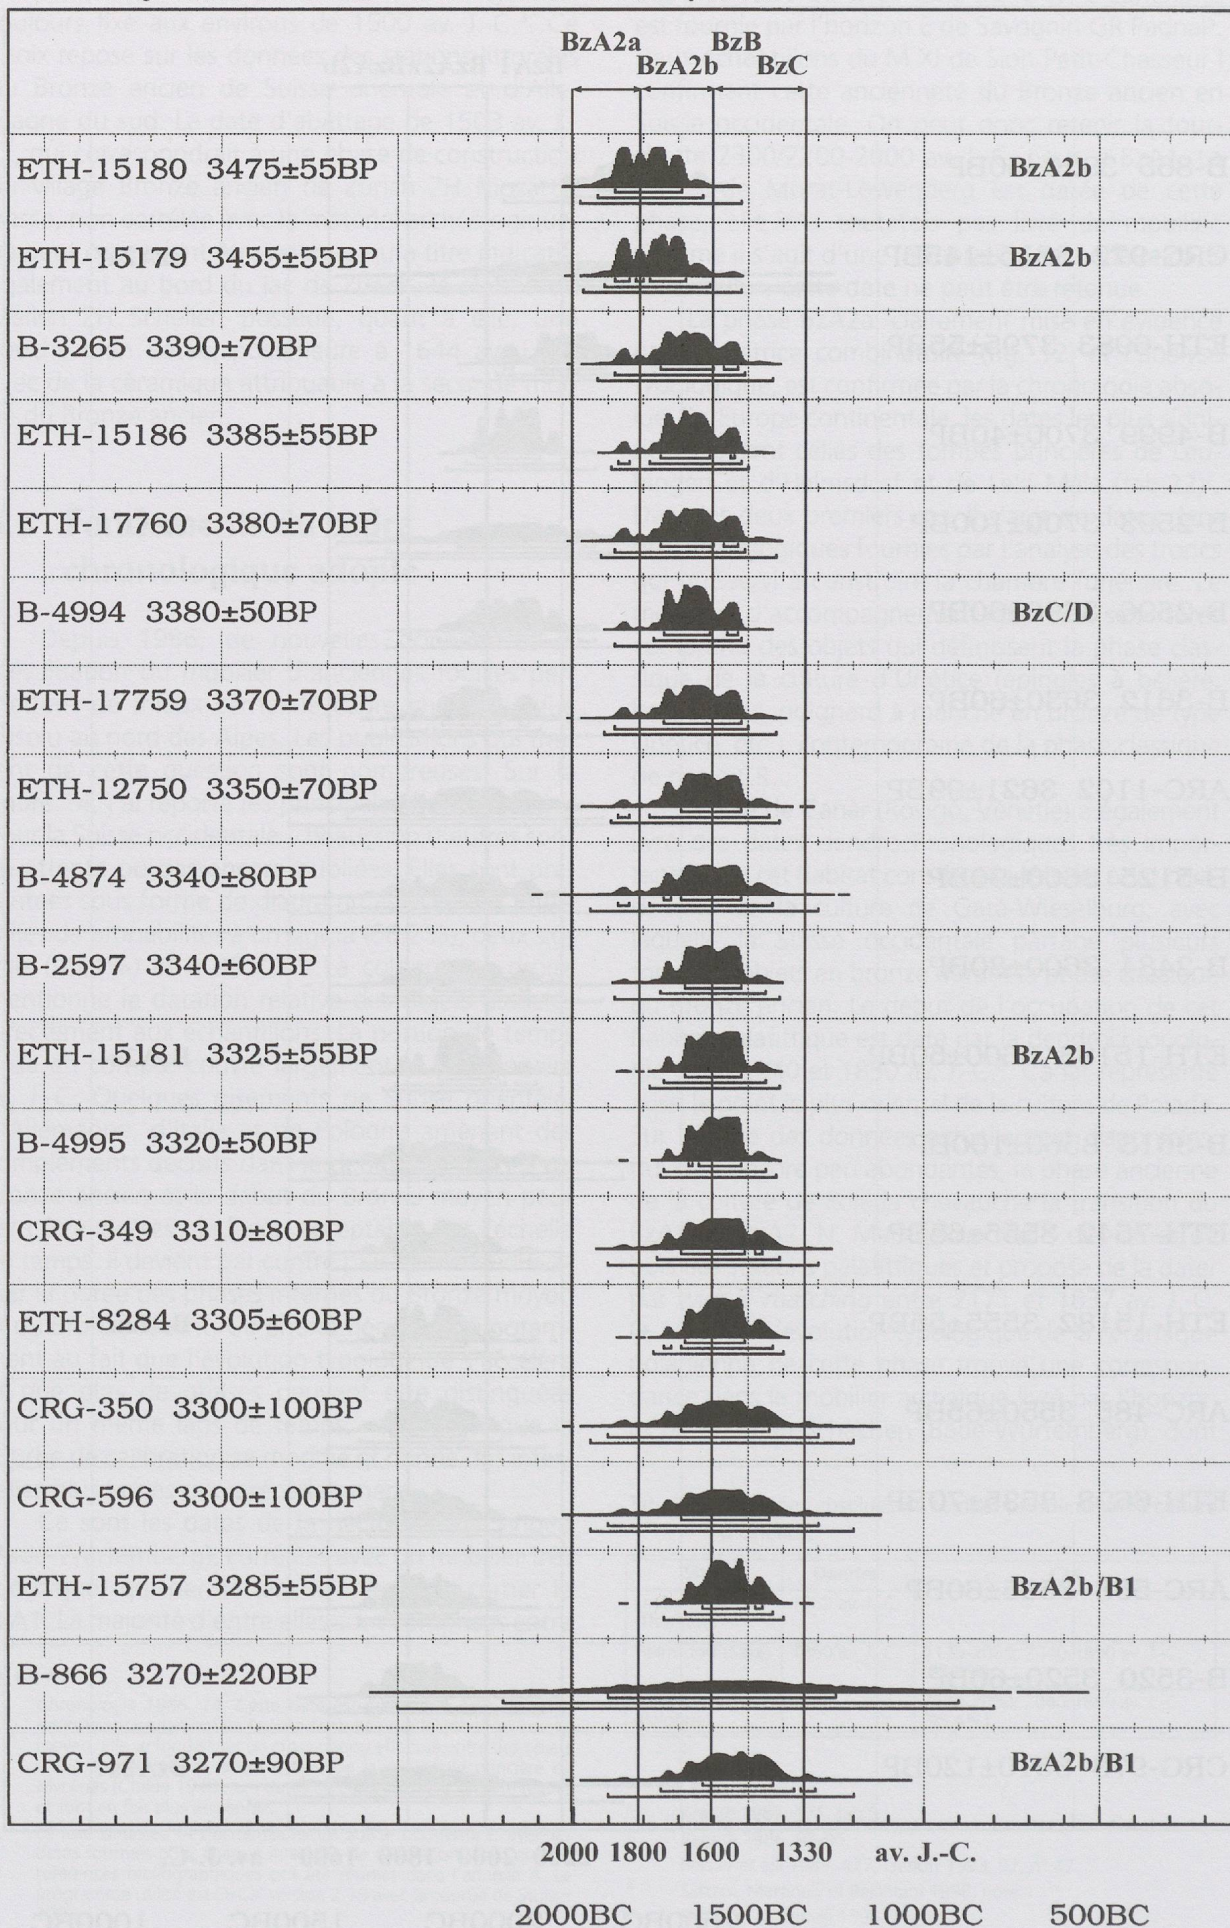 BzA2a BzB
BzA2b BzC
ETH-15180 3475±55BP BzA2b
ETH-15179 3455±55BP BzA2b
B-3265 3390±70BP
ETH-15186 3385±55BP
ETH-17760 3380±70BP
B-4994 3380±50BP BzC/D
ETH-17759 3370±70BP
ETH-12750 3350±70BP
B-4874 3340±80BP
B-2597 3340±60BP
ETH-15181 3325±55BP BzA2b
B-4995 3320±50BP
CRG-349 3310±80BP
ETH-8284 3305±60BP
CRG-350 3300±100BP
CRG-596 3300±100BP
ETH-15757 3285±55BP BzA2b/B1
B-866 3270±220BP
CRG-971 3270±90BP BzA2b/B1
2000 1800 1600 1330 av. J.-C.
2000BC 1500BC 1000BC 500BC